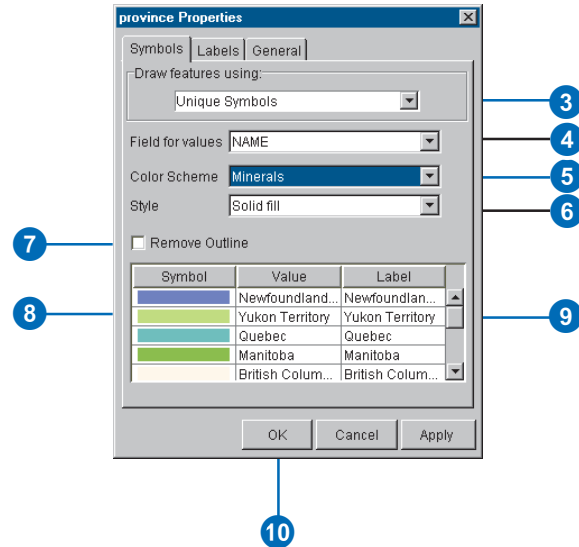 province Properties
Symbols Labels General
Draw features using:
Unique Symbols
3
Field for values NAME
4
Color Scheme Minerals
5
Style Solid fill
6
7
Remove Outline
Symbol Value Label
8
Newfoundland... Newfoundlan...
9
Yukon Territory Yukon Territory
Quebec Quebec
Manitoba Manitoba
British Colum... British Colum...
OK Cancel Apply
10